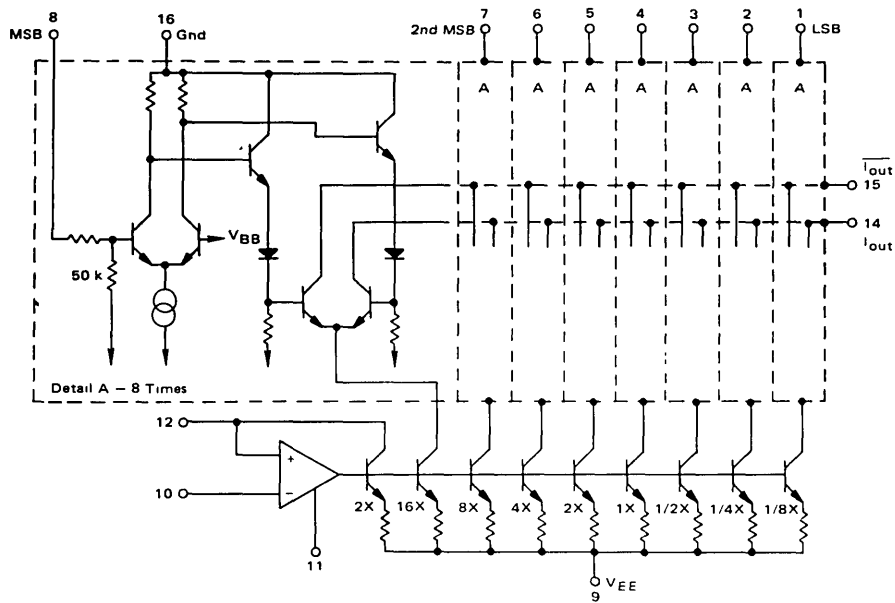 8 16 7 6 5 4 3 2 1
MSB Gnd 2nd MSB LSB
A A A A A A A
Iout
15
14
Iout
VBB
50 k
Detail A – 8 Times
12
+
−
10
2X 16X 8X 4X 2X 1X 1/2X 1/4X 1/8X
11
VEE
9